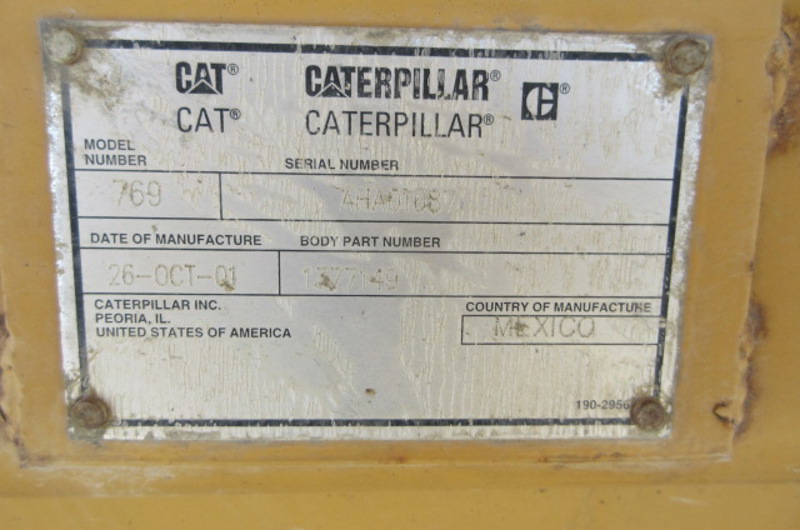 CAT® CATERPILLAR® C®
CAT® CATERPILLAR®
MODEL
NUMBER SERIAL NUMBER
769
DATE OF MANUFACTURE BODY PART NUMBER
26-OCT-01 1377149
CATERPILLAR INC. COUNTRY OF MANUFACTURE
PEORIA, IL. MEXICO
UNITED STATES OF AMERICA